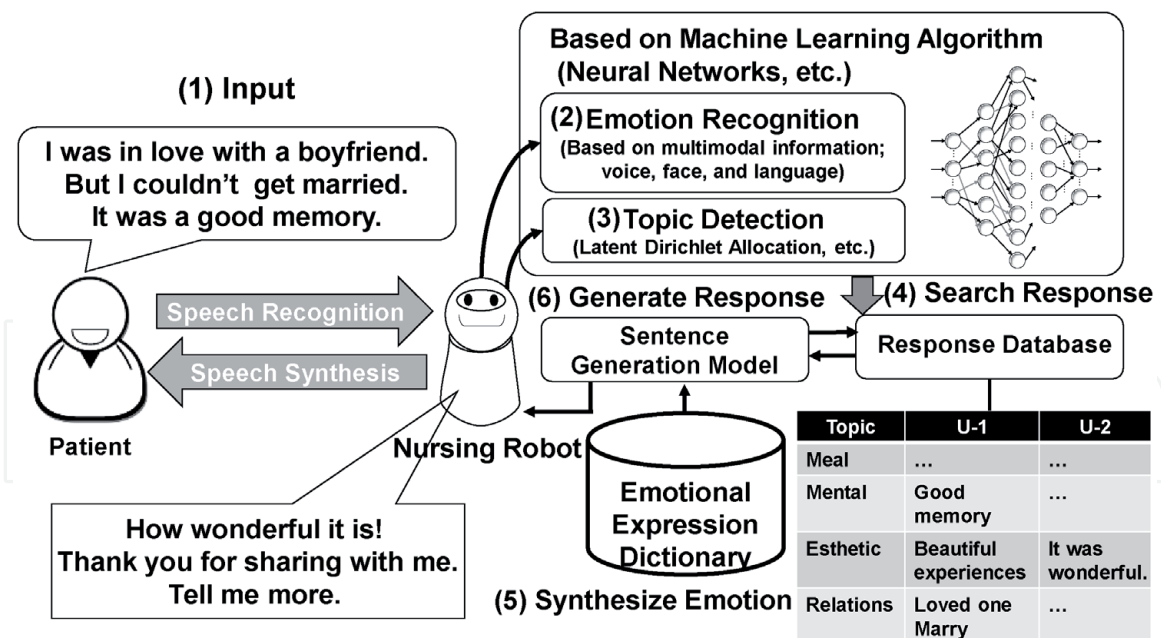 (1) Input
I was in love with a boyfriend.
But I couldn't get married.
It was a good memory.
Speech Recognition
Speech Synthesis
Patient
Nursing Robot
How wonderful it is!
Thank you for sharing with me.
Tell me more.
Based on Machine Learning Algorithm
(Neural Networks, etc.)
(2) Emotion Recognition
(Based on multimodal information;
voice, face, and language)
(3) Topic Detection
(Latent Dirichlet Allocation, etc.)
(6) Generate Response
(4) Search Response
Sentence
Generation Model
Response Database
Emotional
Expression
Dictionary
(5) Synthesize Emotion
Topic U-1 U-2
Meal … …
Mental Good …
memory
Esthetic Beautiful It was
experiences wonderful.
Relations Loved one …
Marry